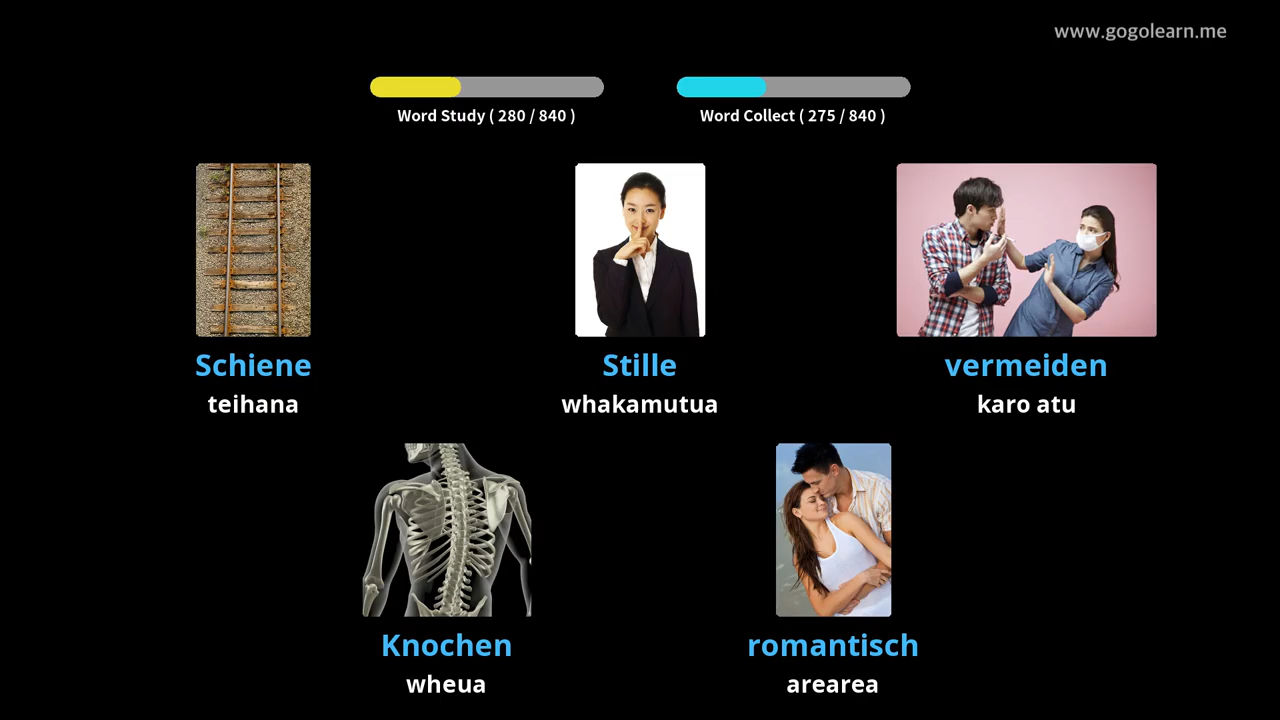 www.gogolearn.me
Word Study ( 280 / 840 )
Word Collect ( 275 / 840 )
Schiene
teihana
Stille
whakamutua
vermeiden
karo atu
Knochen
wheua
romantisch
arearea